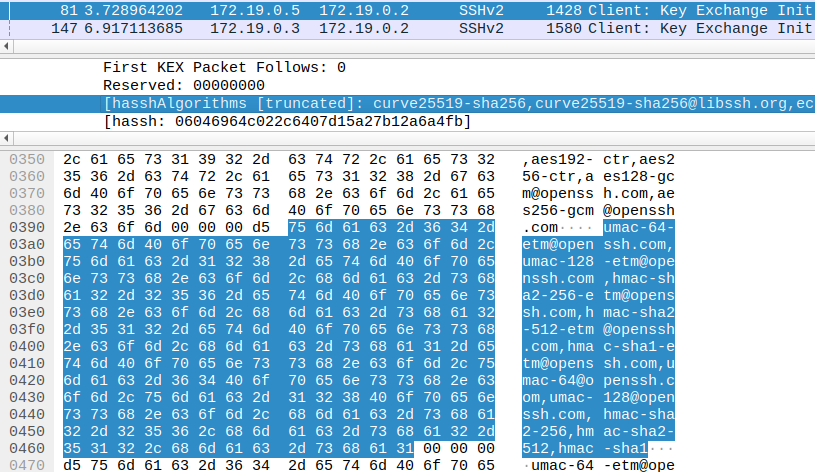 81 3.728964202 172.19.0.5 172.19.0.2 SSHv2 1428 Client: Key Exchange Init
147 6.917113685 172.19.0.3 172.19.0.2 SSHv2 1580 Client: Key Exchange Init
First KEX Packet Follows: 0
Reserved: 00000000
[hasshAlgorithms [truncated]: curve25519-sha256,curve25519-sha256@libssh.org,ec
[hassh: 06046964c022c6407d15a27b12a6a4fb]
0350 2c 61 65 73 31 39 32 2d 63 74 72 2c 61 65 73 32 ,aes192- ctr,aes2
0360 35 36 2d 63 74 72 2c 61 65 73 31 32 38 2d 67 63 56-ctr,a es128-gc
0370 6d 40 6f 70 65 6e 73 73 68 2e 63 6f 6d 2c 61 65 m@openss h.com,ae
0380 73 32 35 36 2d 67 63 6d 40 6f 70 65 6e 73 73 68 s256-gcm @openssh
0390 2e 63 6f 6d 00 00 00 d5 75 6d 61 63 2d 36 34 2d .com···· umac-64-
03a0 65 74 6d 40 6f 70 65 6e 73 73 68 2e 63 6f 6d 2c etm@open ssh.com,
03b0 75 6d 61 63 2d 31 32 38 2d 65 74 6d 40 6f 70 65 umac-128 -etm@ope
03c0 6e 73 73 68 2e 63 6f 6d 2c 68 6d 61 63 2d 73 68 nssh.com ,hmac-sh
03d0 61 32 2d 32 35 36 2d 65 74 6d 40 6f 70 65 6e 73 a2-256-e tm@opens
03e0 73 68 2e 63 6f 6d 2c 68 6d 61 63 2d 73 68 61 32 sh.com,h mac-sha2
03f0 2d 35 31 32 2d 65 74 6d 40 6f 70 65 6e 73 73 68 -512-etm @openssh
0400 2e 63 6f 6d 2c 68 6d 61 63 2d 73 68 61 31 2d 65 .com,hma c-sha1-e
0410 74 6d 40 6f 70 65 6e 73 73 68 2e 63 6f 6d 2c 75 tm@opens sh.com,u
0420 6d 61 63 2d 36 34 40 6f 70 65 6e 73 73 68 2e 63 mac-64@o penssh.c
0430 6f 6d 2c 75 6d 61 63 2d 31 32 38 40 6f 70 65 6e om,umac- 128@open
0440 73 73 68 2e 63 6f 6d 2c 68 6d 61 63 2d 73 68 61 ssh.com, hmac-sha
0450 32 2d 32 35 36 2c 68 6d 61 63 2d 73 68 61 32 2d 2-256,hm ac-sha2-
0460 35 31 32 2c 68 6d 61 63 2d 73 68 61 31 00 00 00 512,hmac -sha1···
0470 d5 75 6d 61 63 2d 36 34 2d 65 74 6d 40 6f 70 65 ·umac-64 -etm@ope